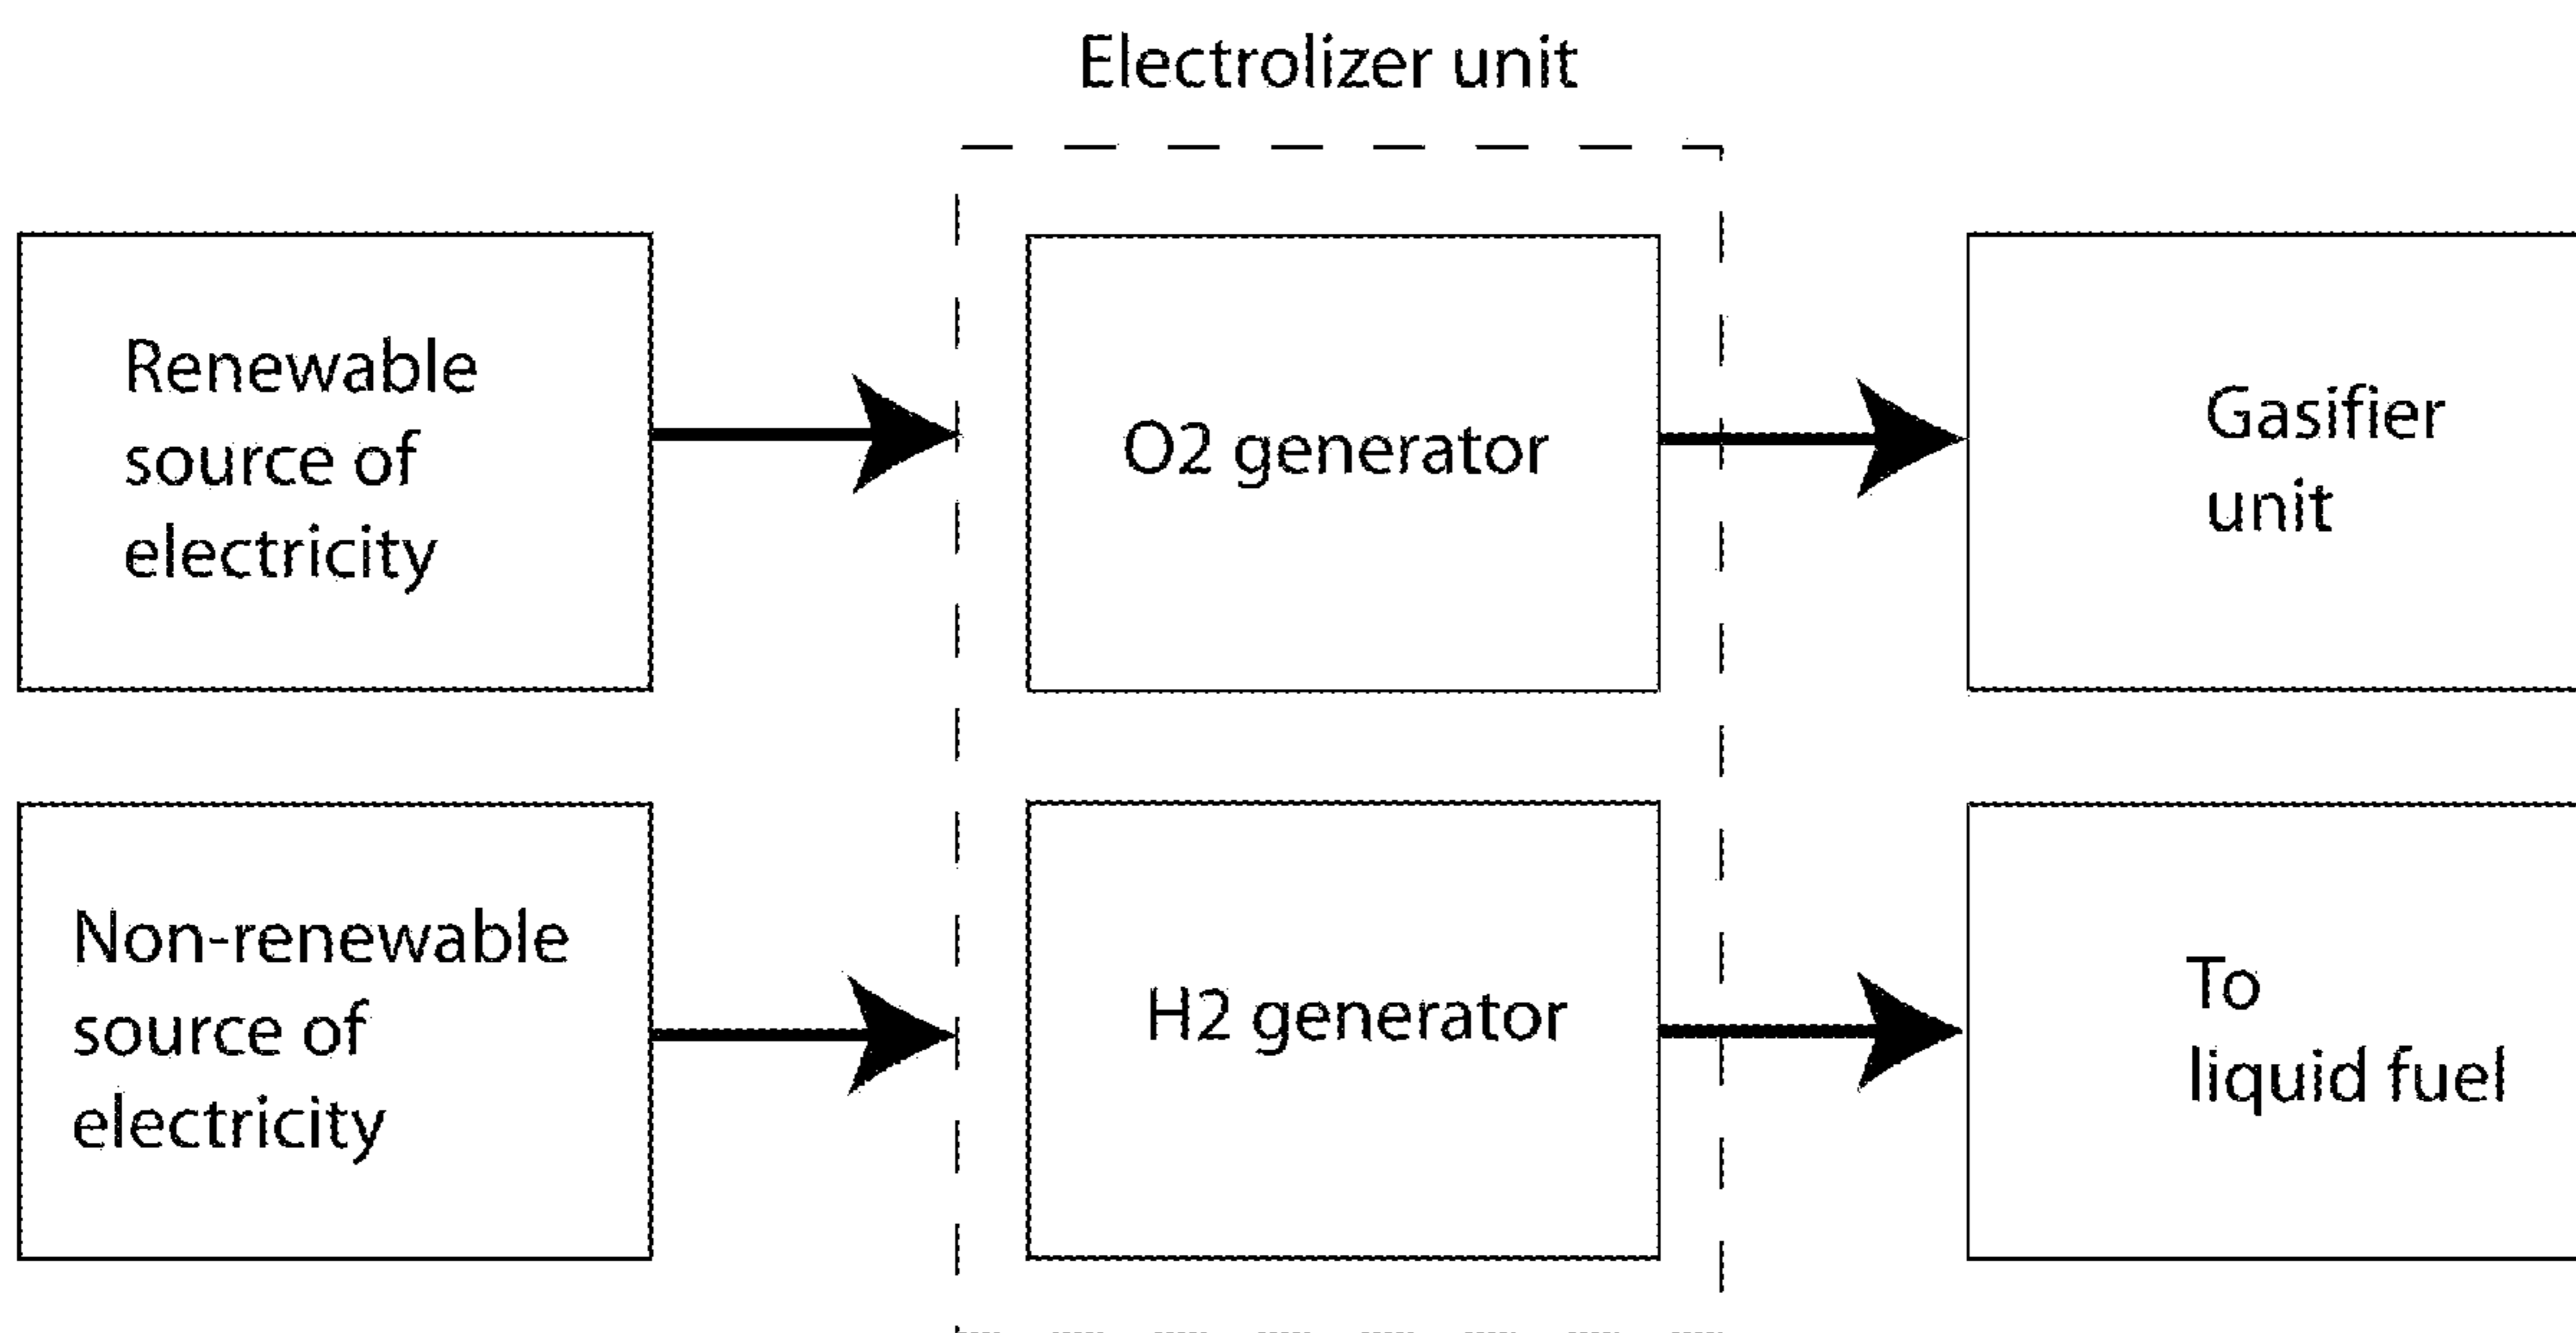 Electrolizer unit
Renewable
source of
electricity
O2 generator
Gasifier
unit
Non-renewable
source of
electricity
H2 generator
To
liquid fuel